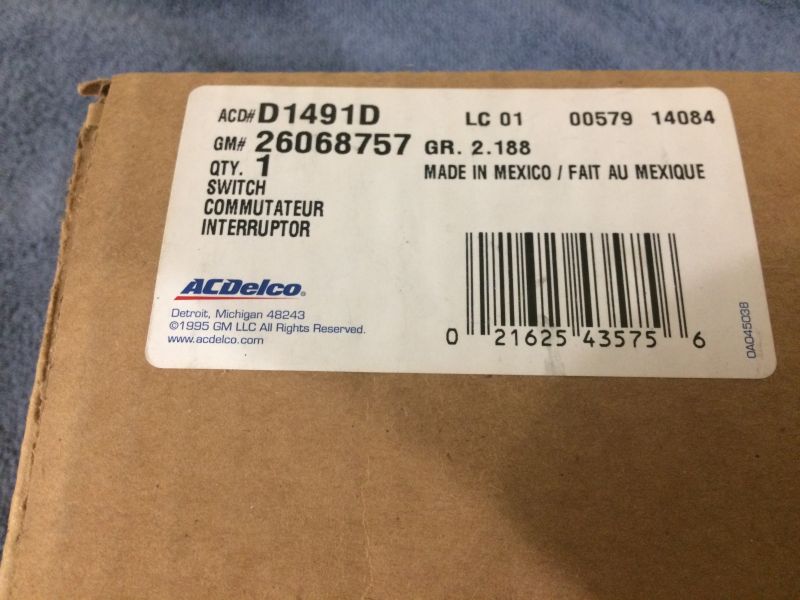 ACD# D1491D LC 01 00579 14084
GM# 26068757 GR. 2.188
QTY. 1 MADE IN MEXICO / FAIT AU MEXIQUE
SWITCH
COMMUTATEUR
INTERRUPTOR
ACDelco®
Detroit, Michigan 48243
©1995 GM LLC All Rights Reserved.
www.acdelco.com
0 21625 43575 6
0A045038